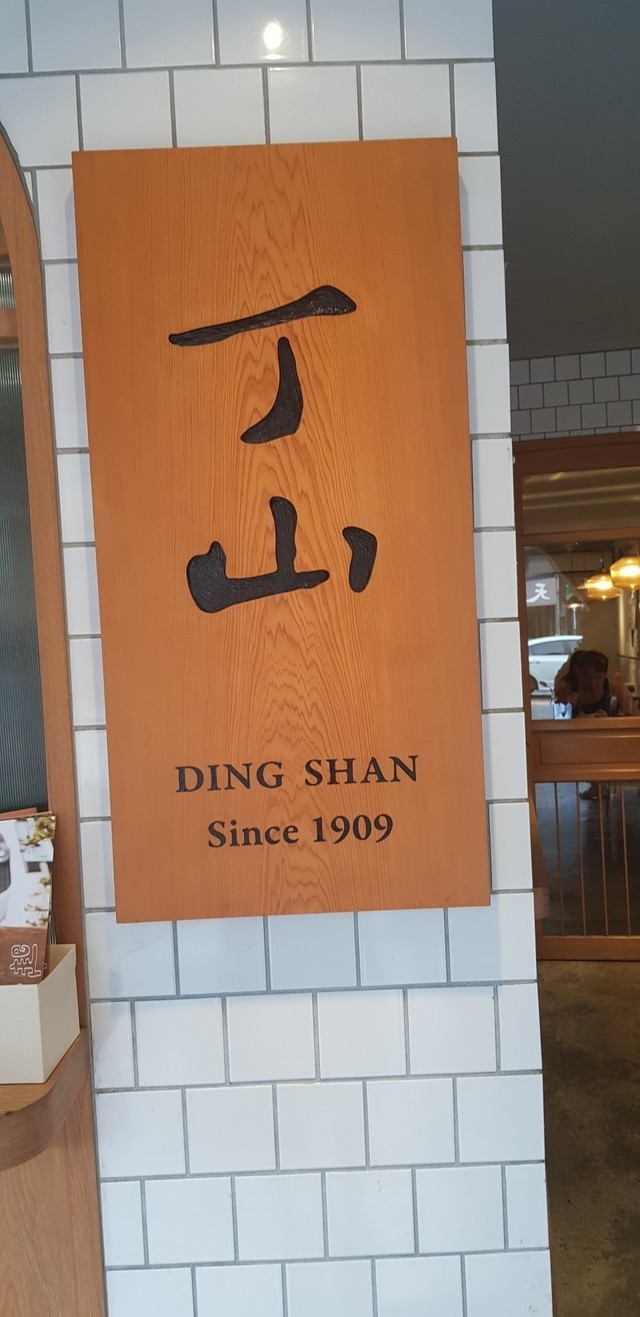 丁
山
DING SHAN
Since 1909